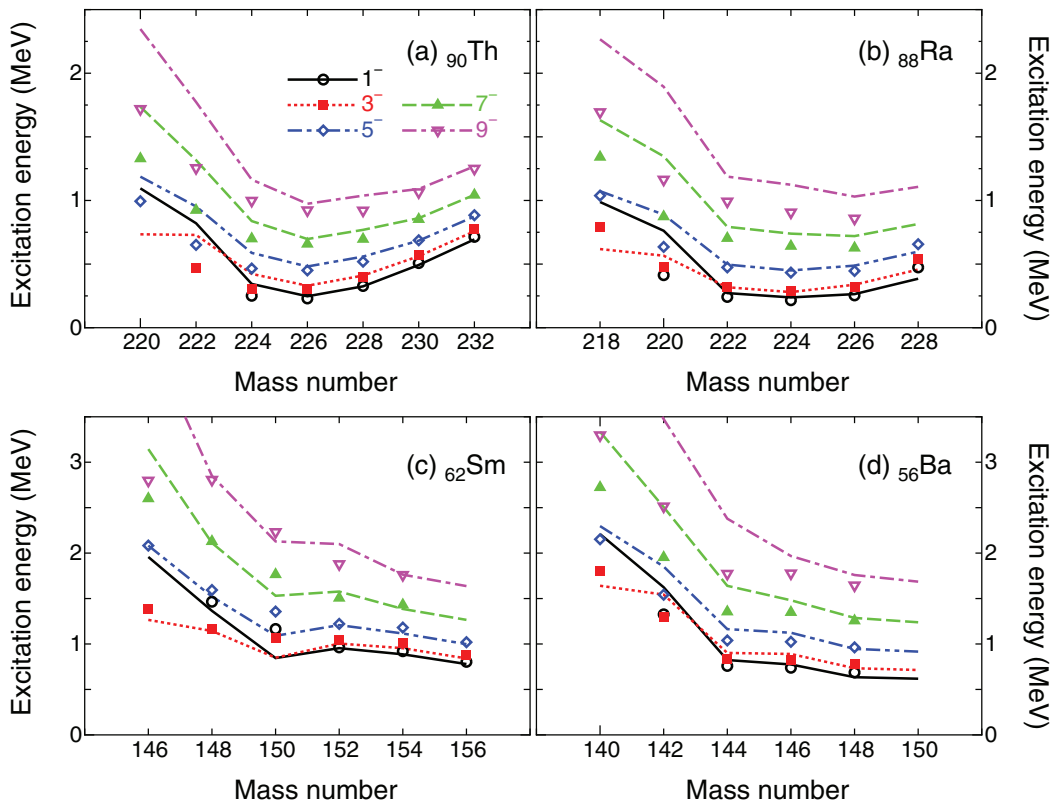 (a) ₉₀Th
1⁻
3⁻
5⁻
7⁻
9⁻
Excitation energy (MeV)
2
1
0
220 222 224 226 228 230 232
Mass number
(b) ₈₈Ra
Excitation energy (MeV)
2
1
0
218 220 222 224 226 228
Mass number
(c) ₆₂Sm
Excitation energy (MeV)
3
2
1
0
146 148 150 152 154 156
Mass number
(d) ₅₆Ba
Excitation energy (MeV)
3
2
1
0
140 142 144 146 148 150
Mass number